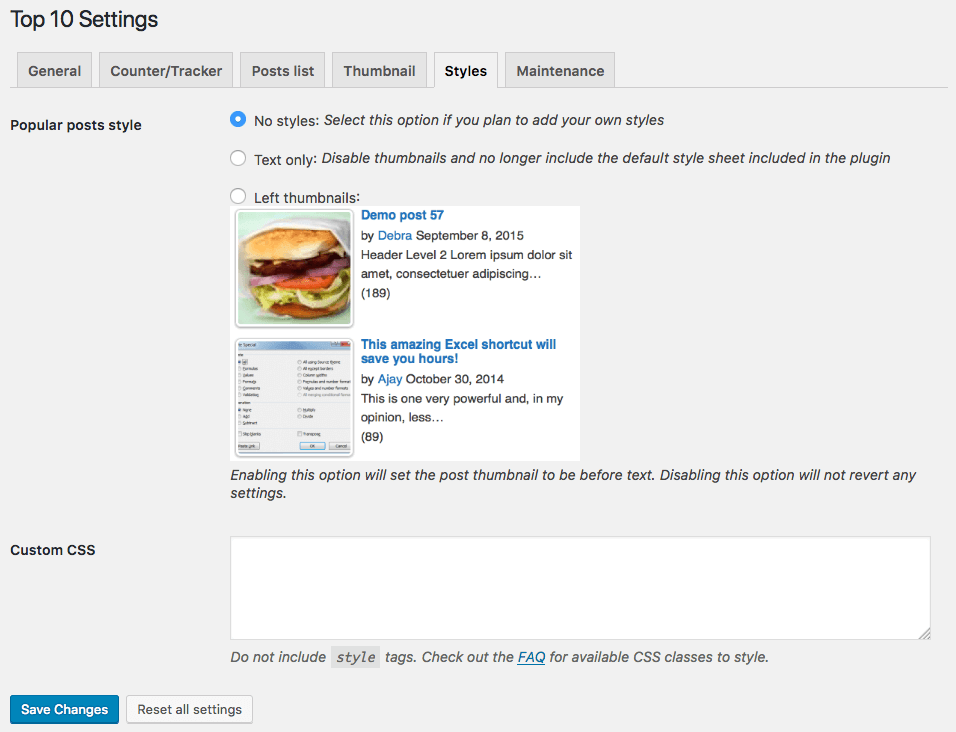 Top 10 Settings
General Counter/Tracker Posts list Thumbnail Styles Maintenance
Popular posts style
No styles: Select this option if you plan to add your own styles
Text only: Disable thumbnails and no longer include the default style sheet included in the plugin
Left thumbnails:
Demo post 57
by Debra September 8, 2015
Header Level 2 Lorem ipsum dolor sit
amet, consectetuer adipiscing...
(189)
This amazing Excel shortcut will
save you hours!
by Ajay October 30, 2014
This is one very powerful and, in my
opinion, less...
(89)
Enabling this option will set the post thumbnail to be before text. Disabling this option will not revert any
settings.
Custom CSS
Do not include style tags. Check out the FAQ for available CSS classes to style.
Save Changes Reset all settings